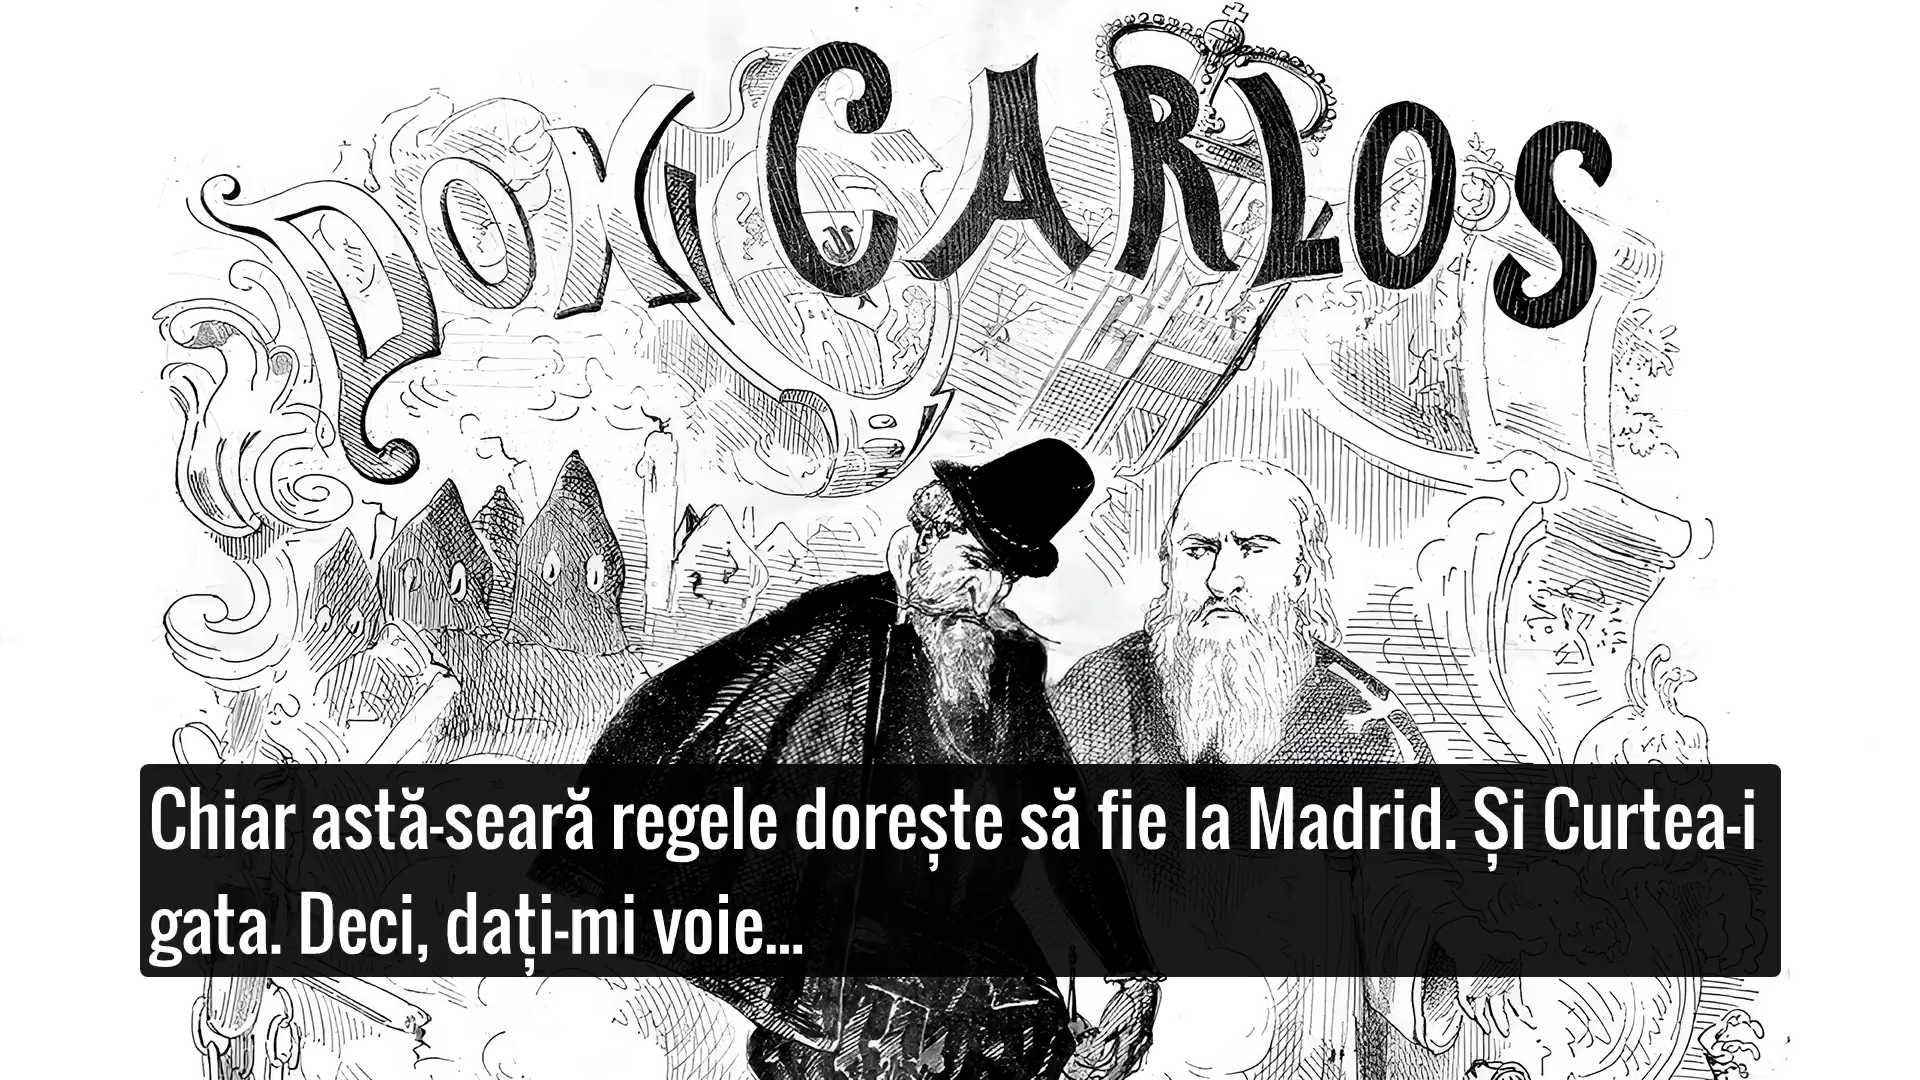 DON CARLOS
Chiar astă-seară regele dorește să fie la Madrid. Și Curtea-i
gata. Deci, dați-mi voie...